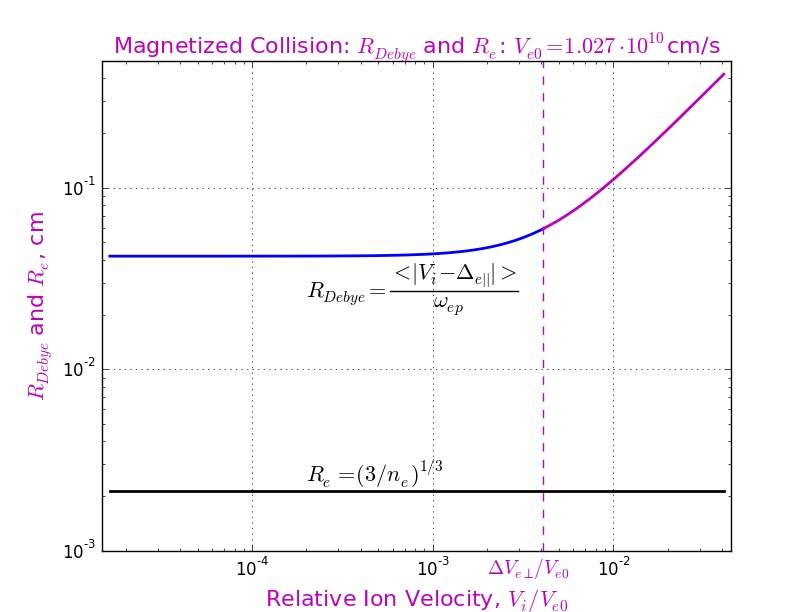 Magnetized Collision: R_Debye and R_e: V_e0=1.027·10^10 cm/s
R_Debye and R_e, cm
10^-1
10^-2
10^-3
R_Debye = <|V_i−Δ_e||| > / ω_ep
R_e =(3/n_e)^1/3
10^-4
10^-3
10^-2
ΔV_e⊥/V_e0
Relative Ion Velocity, V_i/V_e0